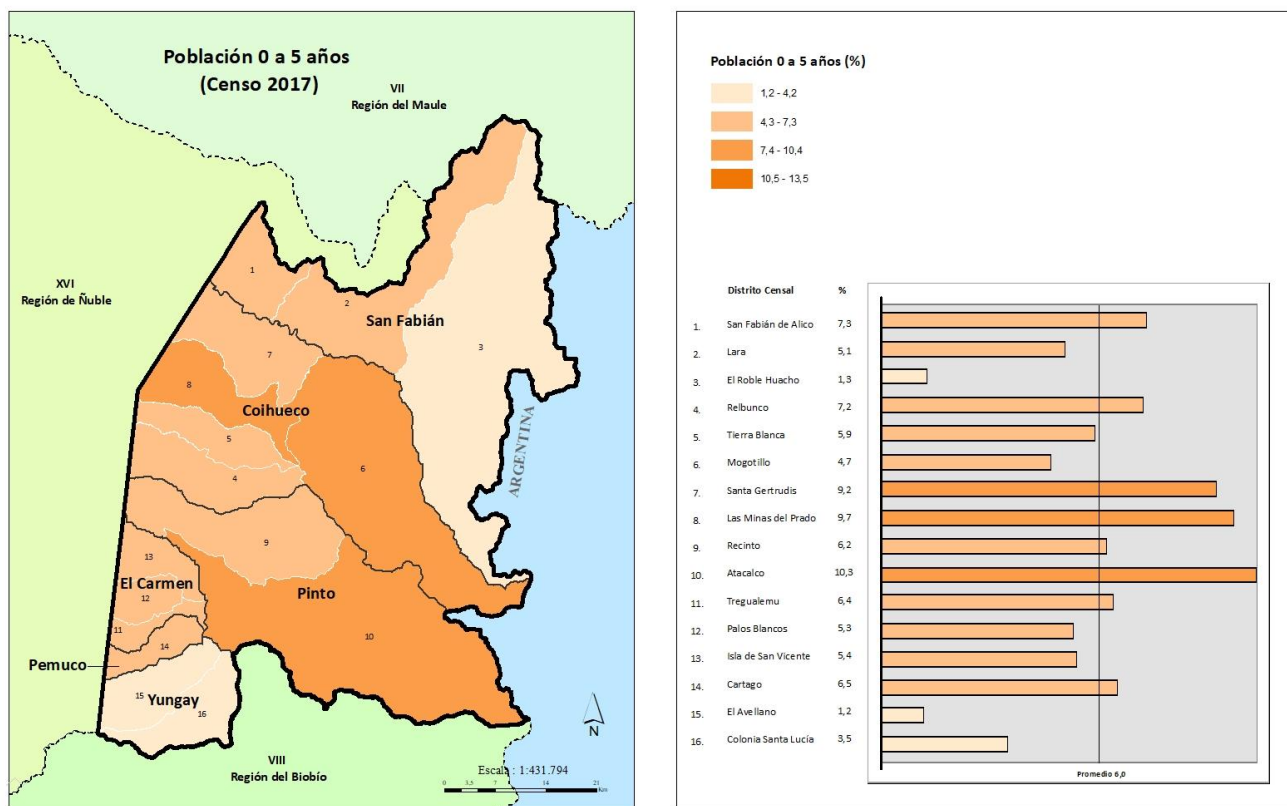 Población 0 a 5 años
(Censo 2017)
VII
Región del Maule
XVI
Región de Ñuble
1
2
San Fabián
3
7
8
Coihueco
5
4
6
ARGENTINA
9
13
El Carmen
12
Pinto
10
11
14
Pemuco
15
Yungay
16
N
VIII
Región del Biobío
Escala : 1:431.794
0 3,5 7 14 21
Km
Población 0 a 5 años (%)
1,2 - 4,2
4,3 - 7,3
7,4 - 10,4
10,5 - 13,5
Distrito Censal %
1. San Fabián de Alico 7,3
2. Lara 5,1
3. El Roble Huacho 1,3
4. Relbunco 7,2
5. Tierra Blanca 5,9
6. Mogotillo 4,7
7. Santa Gertrudis 9,2
8. Las Minas del Prado 9,7
9. Recinto 6,2
10. Atacalco 10,3
11. Tregualemu 6,4
12. Palos Blancos 5,3
13. Isla de San Vicente 5,4
14. Cartago 6,5
15. El Avellano 1,2
16. Colonia Santa Lucía 3,5
Promedio 6,0